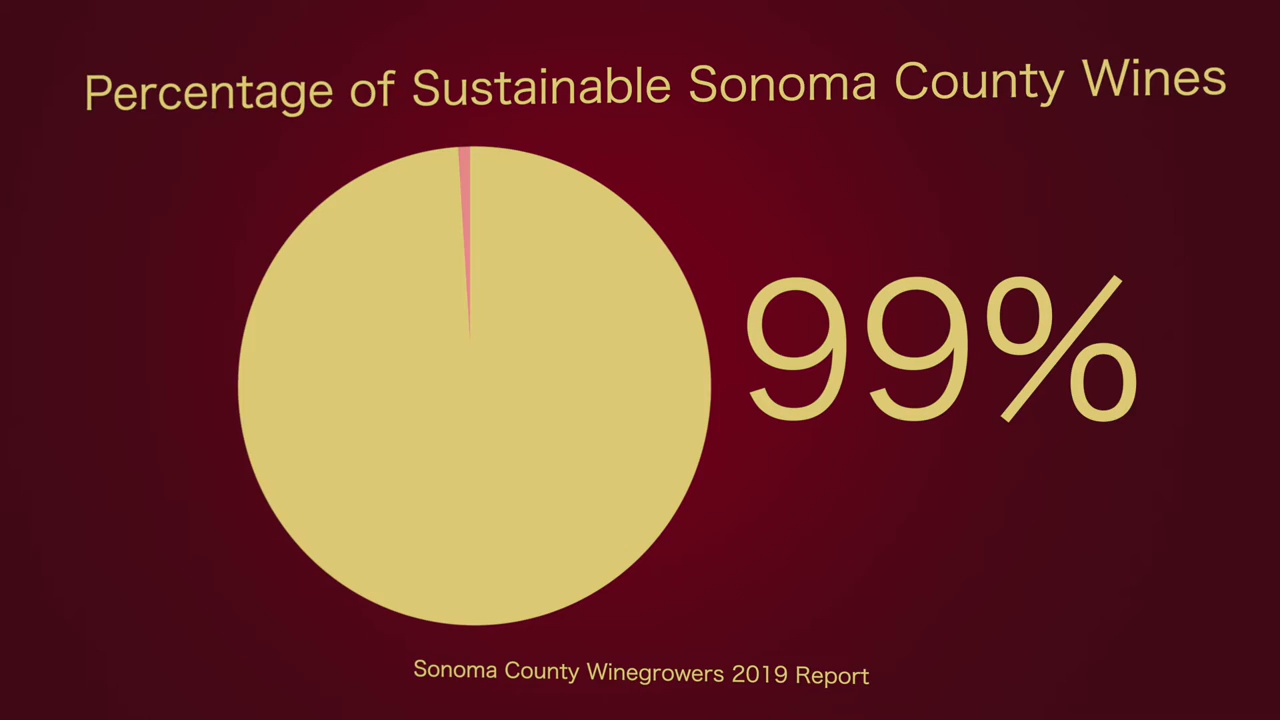 Percentage of Sustainable Sonoma County Wines
99%
Sonoma County Winegrowers 2019 Report